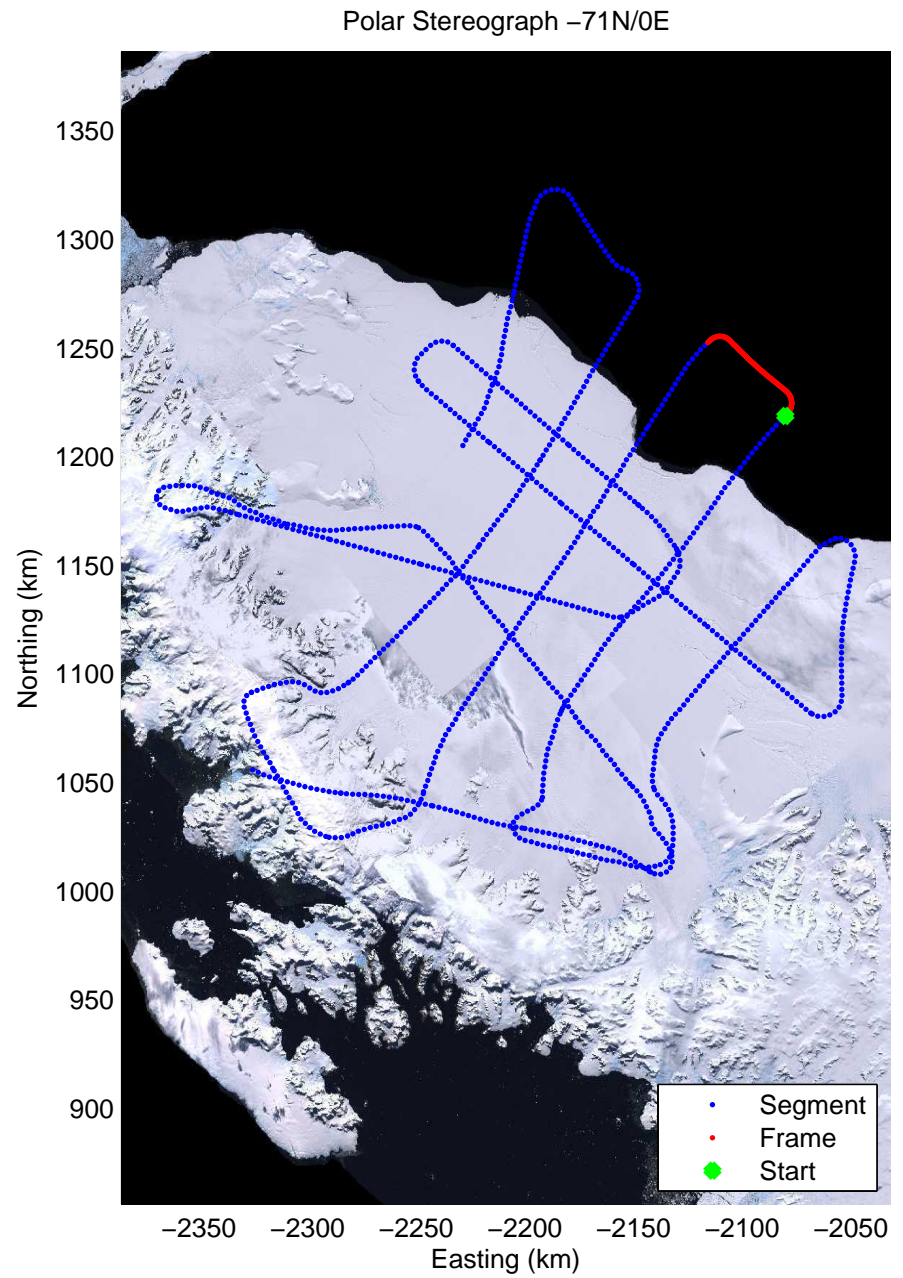 Polar Stereograph −71N/0E
1350
1300
1250
1200
1150
1100
1050
1000
950
900
Northing (km)
−2350 −2300 −2250 −2200 −2150 −2100 −2050
Easting (km)
Segment
Frame
Start